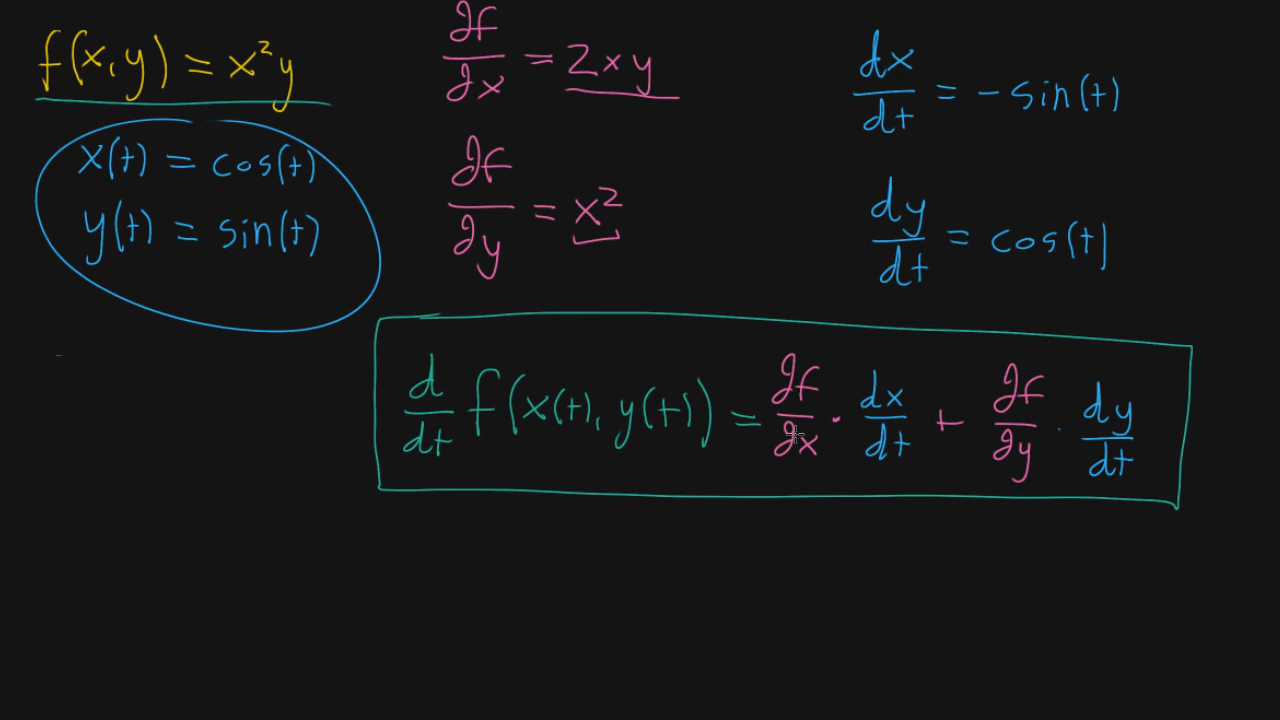 f(x,y) = x²y
x(t) = cos(t)
y(t) = sin(t)
∂f/∂x = 2xy
∂f/∂y = x²
dx/dt = -sin(t)
dy/dt = cos(t)
d/dt f(x(t), y(t)) = ∂f/∂x · dx/dt + ∂f/∂y · dy/dt